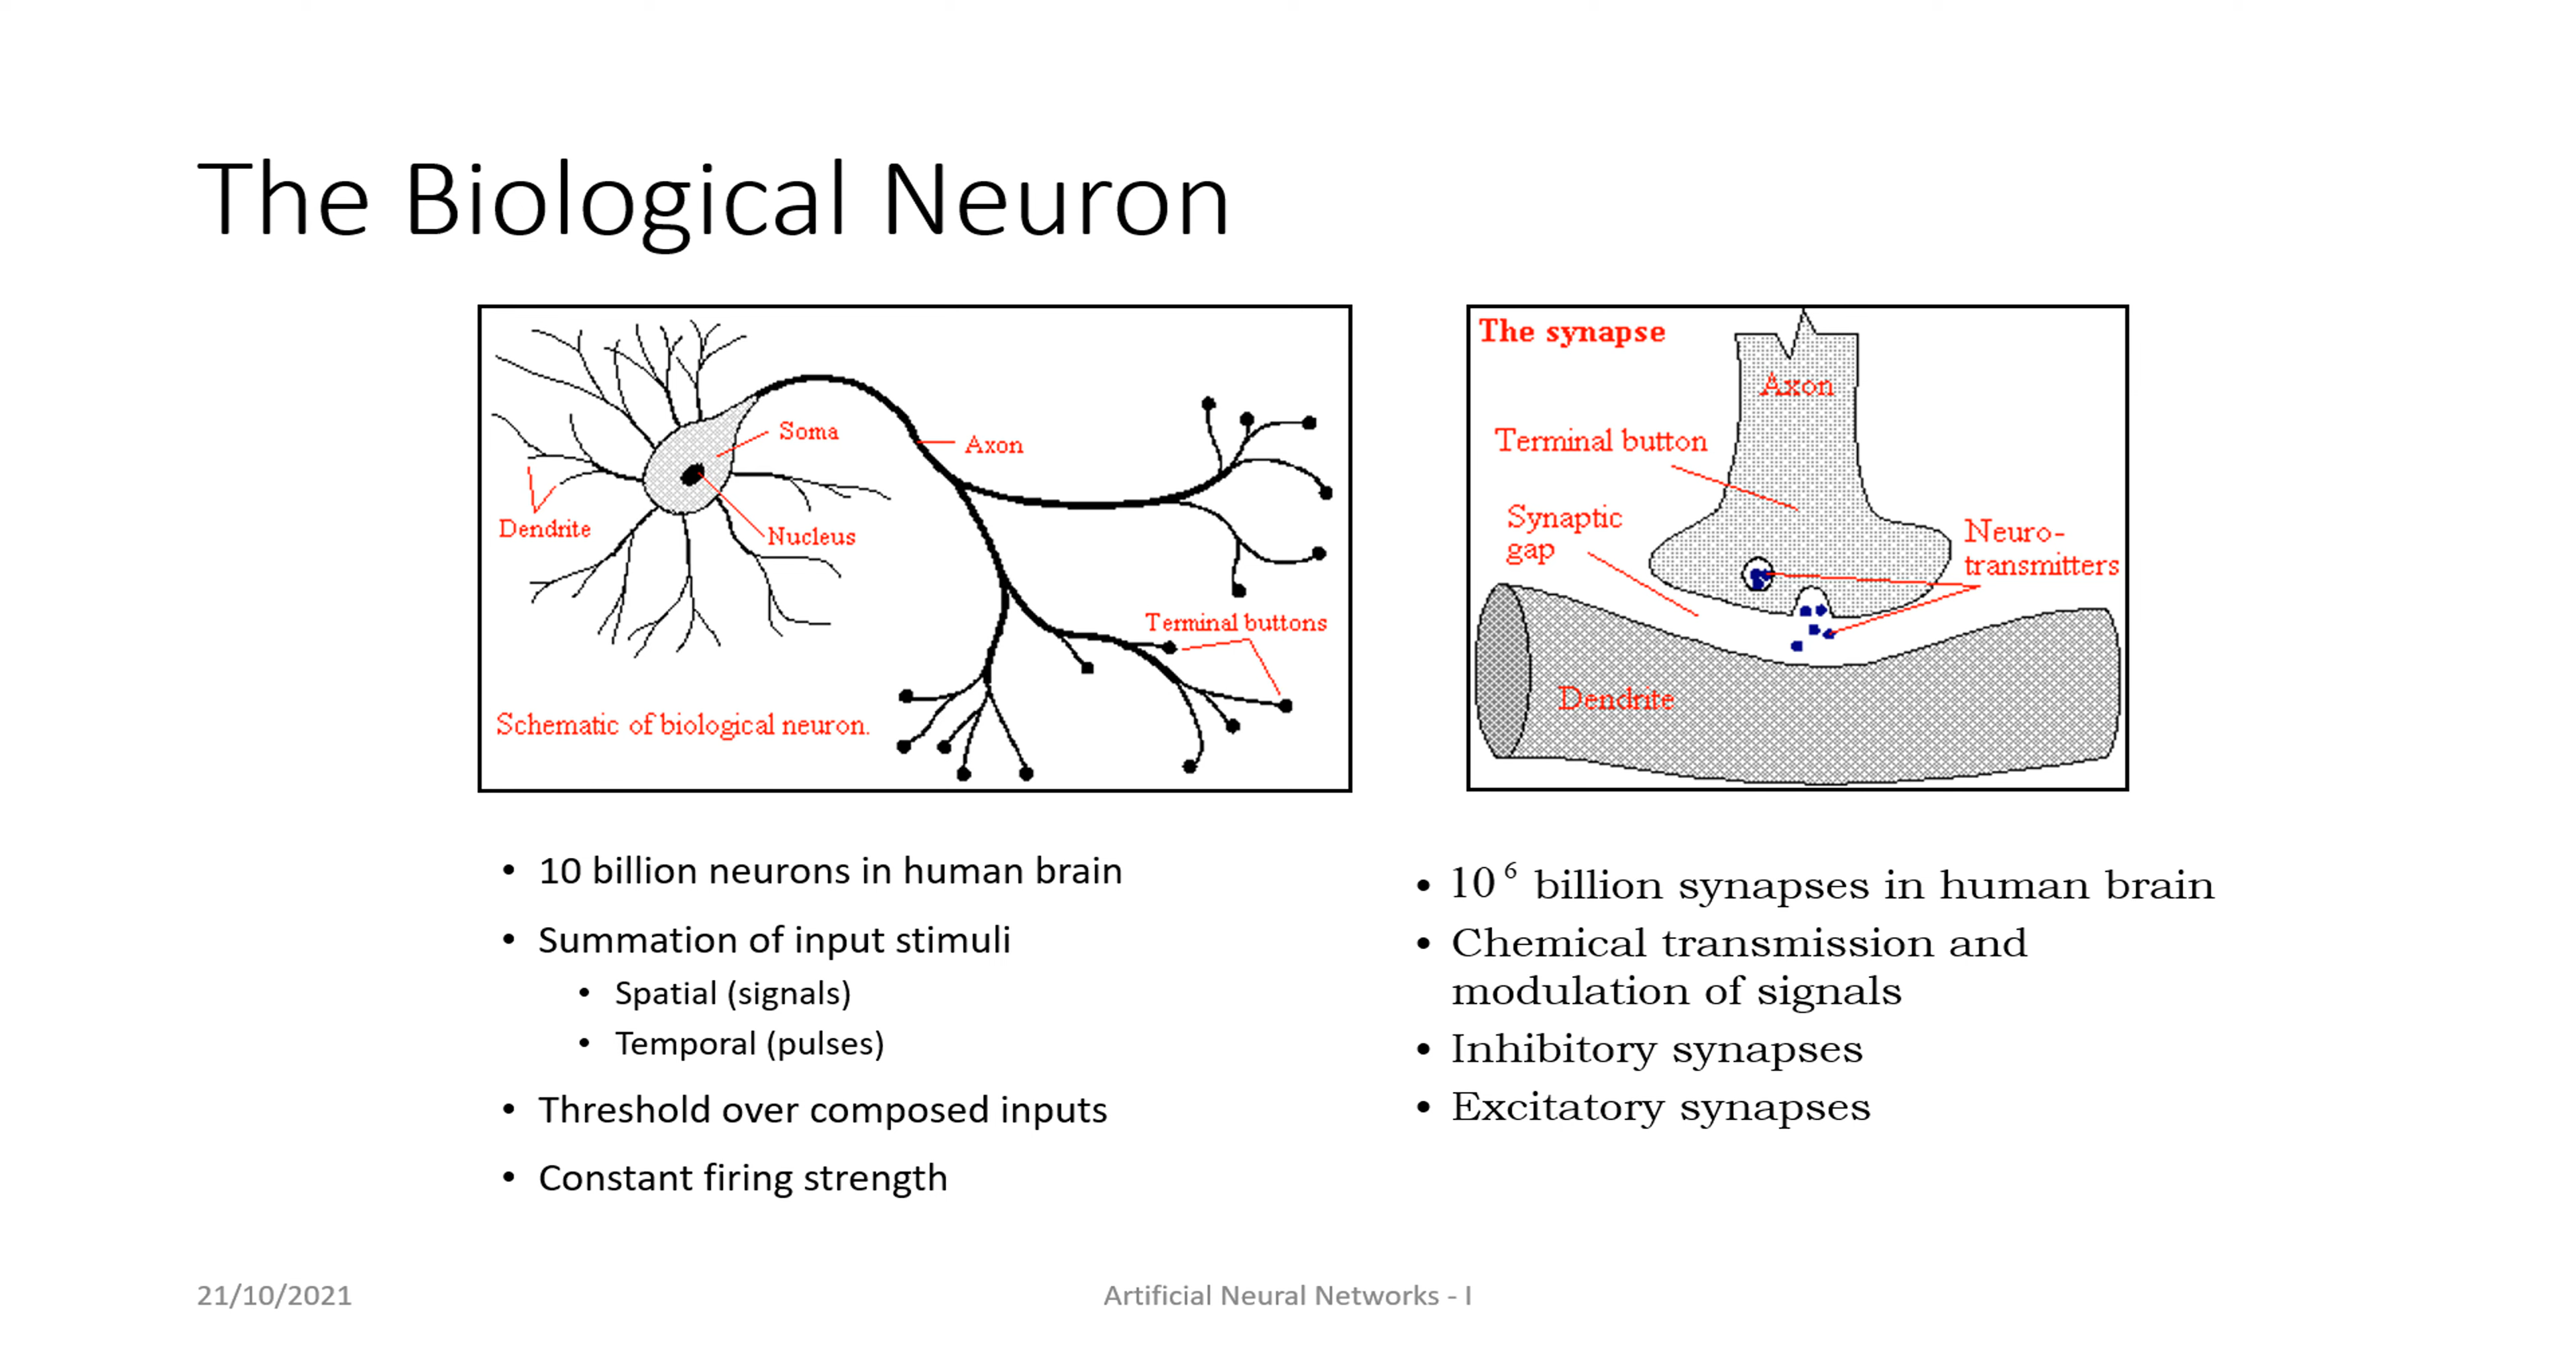 The Biological Neuron
Soma
Axon
Dendrite
Nucleus
Terminal buttons
Schematic of biological neuron.
The synapse
Axon
Terminal button
Synaptic
gap
Neuro-
transmitters
Dendrite
• 10 billion neurons in human brain
• Summation of input stimuli
• Spatial (signals)
• Temporal (pulses)
• Threshold over composed inputs
• Constant firing strength
• 10⁶ billion synapses in human brain
• Chemical transmission and
modulation of signals
• Inhibitory synapses
• Excitatory synapses
21/10/2021
Artificial Neural Networks - I